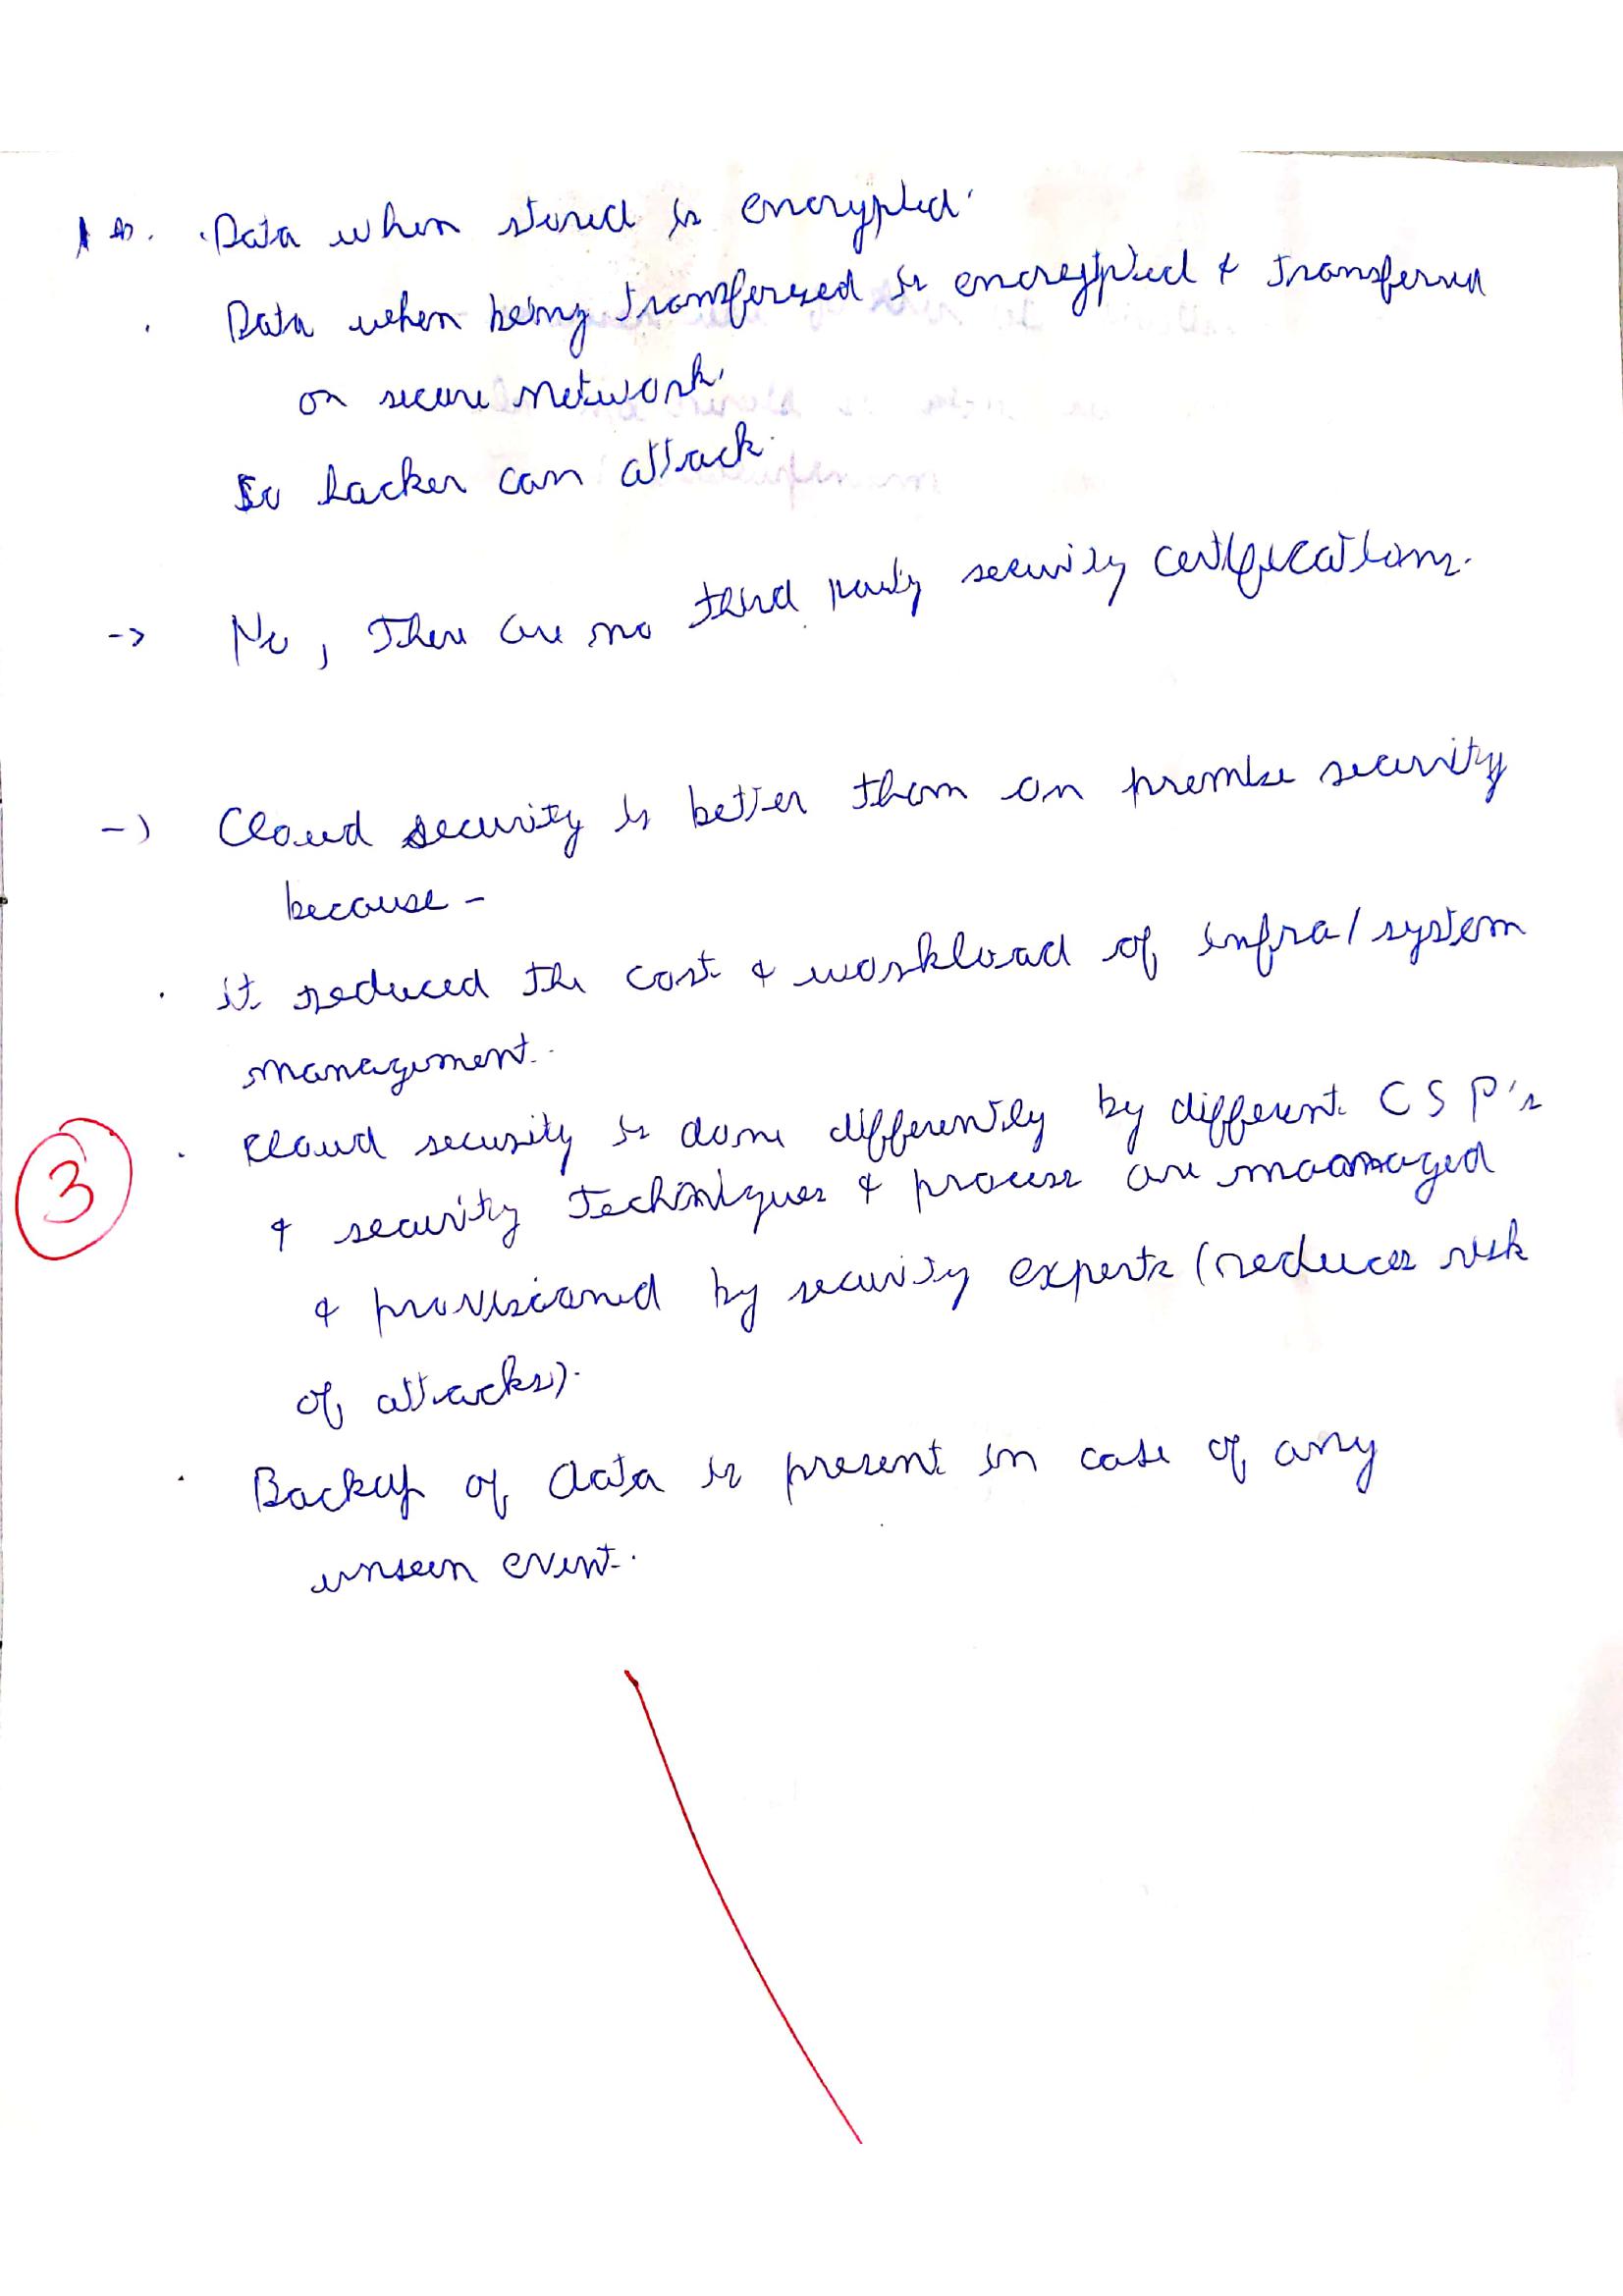 . Data when stored is encrypted.
. Data when being transfersed is encrypted & transferred
on secure network.
So hacker can attack.
-> No, There are no third party security certifications.
-> Cloud security is better than on premise security
because -
. it reduced the cost & workload of infra/system
management.
. Cloud security is done differently by different CSP's
3
& security techniques & process are maanaged
& provisioned by security experts (reduces risk
of attacks).
. Backup of data is present in case of any
unseen event.